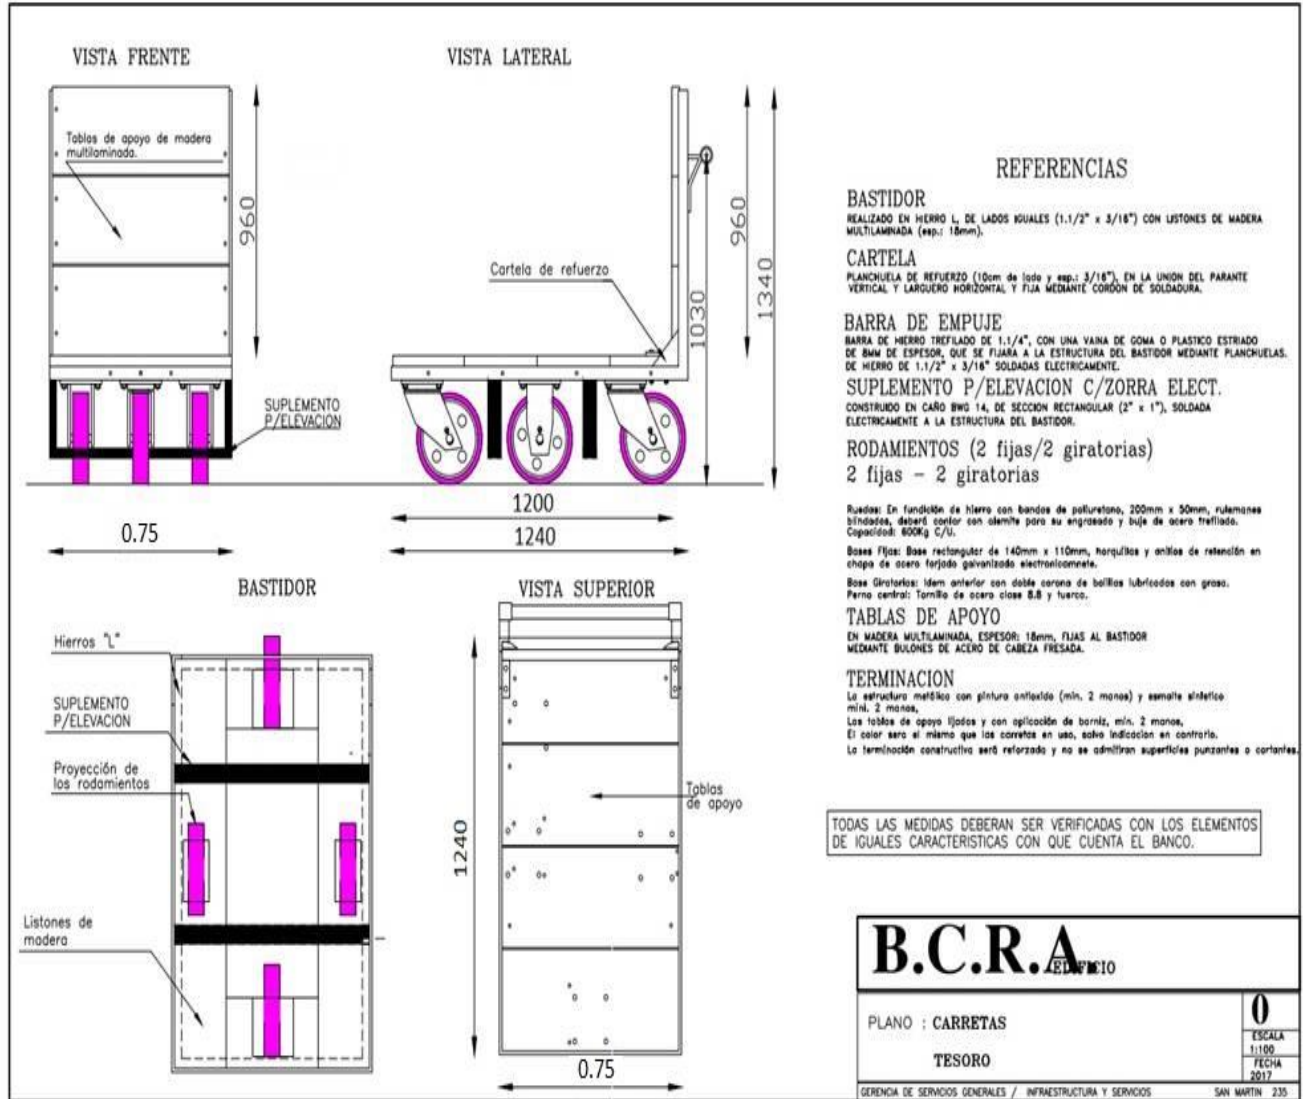 VISTA FRENTE
Tablas de apoyo de madera
multilaminada.
960
SUPLEMENTO
P/ELEVACION
0.75
VISTA LATERAL
Cartela de refuerzo
960
1030
1340
1200
1240
BASTIDOR
Hierros "L"
SUPLEMENTO
P/ELEVACION
Proyección de
los rodamientos
Listones de
madera
VISTA SUPERIOR
Tablas
de apoyo
1240
0.75
REFERENCIAS
BASTIDOR
REALIZADO EN HIERRO L, DE LADOS IGUALES (1.1/2" x 3/16") CON LISTONES DE MADERA
MULTILAMINADA (esp.: 18mm).
CARTELA
PLANCHUELA DE REFUERZO (10cm de lado y esp.: 3/16"), EN LA UNION DEL PARANTE
VERTICAL Y LARGUERO HORIZONTAL Y FIJA MEDIANTE CORDON DE SOLDADURA.
BARRA DE EMPUJE
BARRA DE HIERRO TREFILADO DE 1.1/4", CON UNA VAINA DE GOMA O PLASTICO ESTRIADO
DE 8MM DE ESPESOR, QUE SE FIJARA A LA ESTRUCTURA DEL BASTIDOR MEDIANTE PLANCHUELAS.
DE HIERRO DE 1.1/2" x 3/16" SOLDADAS ELECTRICAMENTE.
SUPLEMENTO P/ELEVACION C/ZORRA ELECT.
CONSTRUIDO EN CAÑO BWG 14, DE SECCION RECTANGULAR (2" x 1"), SOLDADA
ELECTRICAMENTE A LA ESTRUCTURA DEL BASTIDOR.
RODAMIENTOS (2 fijas/2 giratorias)
2 fijas - 2 giratorias
Ruedas: En fundición de hierro con bandas de poliuretano, 200mm x 50mm, rulemanes
blindados, deberá contar con alemite para su engrasado y buje de acero trefilado.
Capacidad: 600Kg C/U.
Bases Fijas: Base rectangular de 140mm x 110mm, horquillas y anillos de retención en
chapa de acero forjado galvanizado electronicamnete.
Base Giratorias: Idem anterior con doble corona de bolillas lubricadas con grasa.
Perno central: Tornillo de acero clase 8.8 y tuerca.
TABLAS DE APOYO
EN MADERA MULTILAMINADA, ESPESOR: 18mm, FIJAS AL BASTIDOR
MEDIANTE BULONES DE ACERO DE CABEZA FRESADA.
TERMINACION
La estructura metálica con pintura antioxido (min. 2 manos) y esmalte sintetico
mini. 2 manos,
Las tablas de apoyo lijadas y con aplicación de barniz, min. 2 manos,
El color sera el mismo que las carretas en uso, salvo indicacion en contrario.
La terminación constructiva será reforzada y no se admitiran superficies punzantes o cortantes.
TODAS LAS MEDIDAS DEBERAN SER VERIFICADAS CON LOS ELEMENTOS
DE IGUALES CARACTERISTICAS CON QUE CUENTA EL BANCO.
B.C.R.A.
EDIFICIO
PLANO : CARRETAS
TESORO
0
ESCALA
1:100
FECHA
2017
GERENCIA DE SERVICIOS GENERALES / INFRAESTRUCTURA Y SERVICIOS SAN MARTIN 235